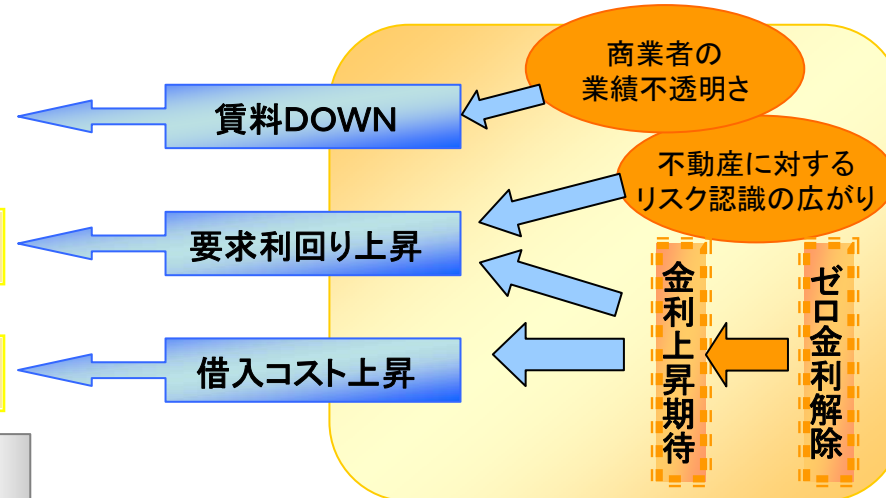 商業者の
業績不透明さ
賃料DOWN
不動産に対する
リスク認識の広がり
要求利回り上昇
金利上昇期待
ゼロ金利解除
借入コスト上昇